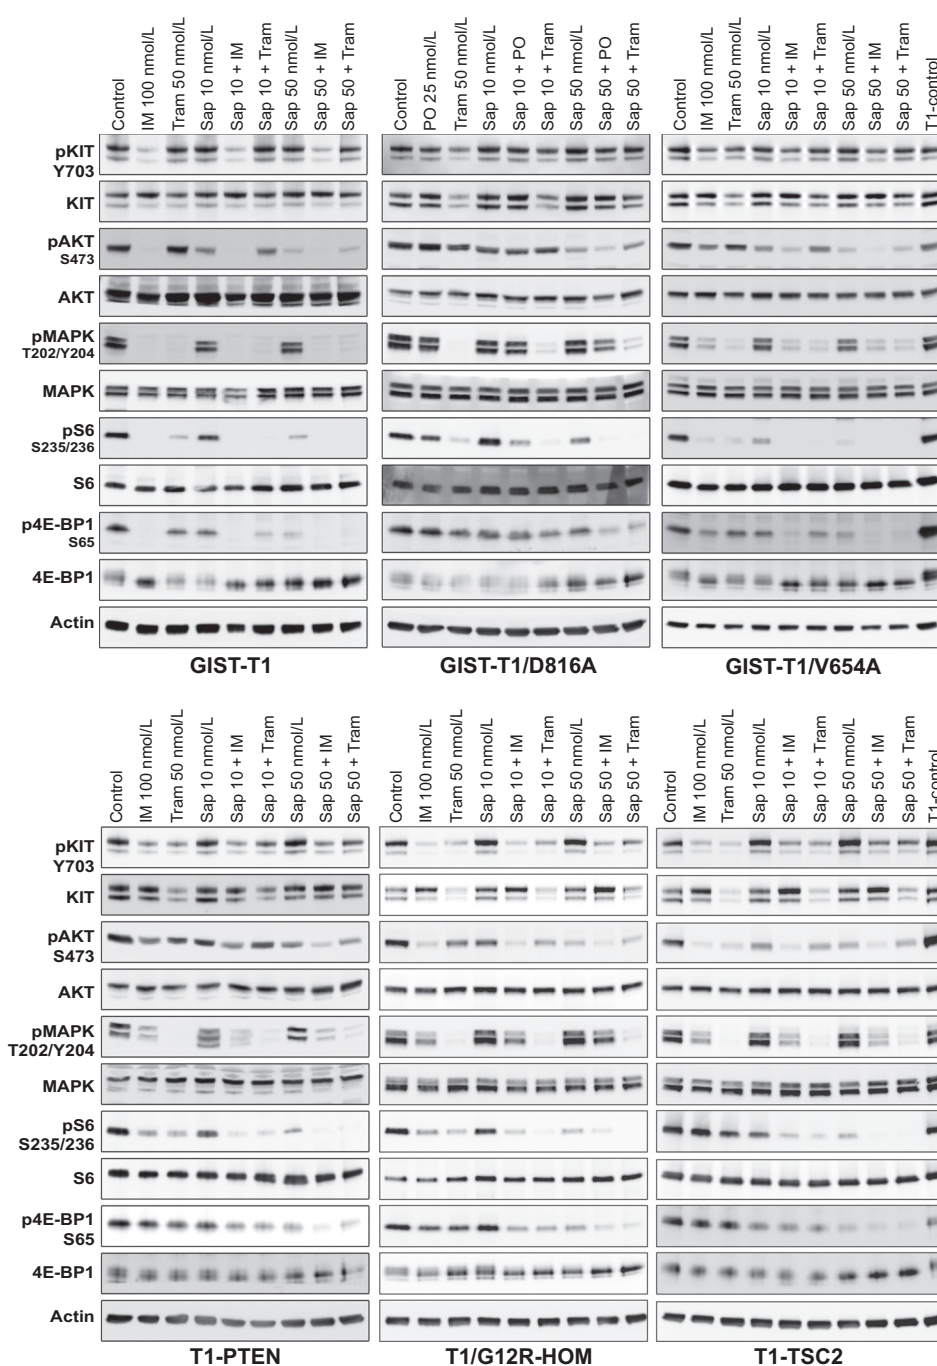 Control
IM 100 nmol/L
Tram 50 nmol/L
Sap 10 nmol/L
Sap 10 + IM
Sap 10 + Tram
Sap 50 nmol/L
Sap 50 + IM
Sap 50 + Tram
Control
PO 25 nmol/L
Tram 50 nmol/L
Sap 10 nmol/L
Sap 10 + PO
Sap 10 + Tram
Sap 50 nmol/L
Sap 50 + PO
Sap 50 + Tram
Control
IM 100 nmol/L
Tram 50 nmol/L
Sap 10 nmol/L
Sap 10 + IM
Sap 10 + Tram
Sap 50 nmol/L
Sap 50 + IM
Sap 50 + Tram
T1-control
pKIT
Y703
KIT
pAKT
S473
AKT
pMAPK
T202/Y204
MAPK
pS6
S235/236
S6
p4E-BP1
S65
4E-BP1
Actin
GIST-T1
GIST-T1/D816A
GIST-T1/V654A
Control
IM 100 nmol/L
Tram 50 nmol/L
Sap 10 nmol/L
Sap 10 + IM
Sap 10 + Tram
Sap 50 nmol/L
Sap 50 + IM
Sap 50 + Tram
Control
IM 100 nmol/L
Tram 50 nmol/L
Sap 10 nmol/L
Sap 10 + IM
Sap 10 + Tram
Sap 50 nmol/L
Sap 50 + IM
Sap 50 + Tram
Control
IM 100 nmol/L
Tram 50 nmol/L
Sap 10 nmol/L
Sap 10 + IM
Sap 10 + Tram
Sap 50 nmol/L
Sap 50 + IM
Sap 50 + Tram
T1-control
pKIT
Y703
KIT
pAKT
S473
AKT
pMAPK
T202/Y204
MAPK
pS6
S235/236
S6
p4E-BP1
S65
4E-BP1
Actin
T1-PTEN
T1/G12R-HOM
T1-TSC2